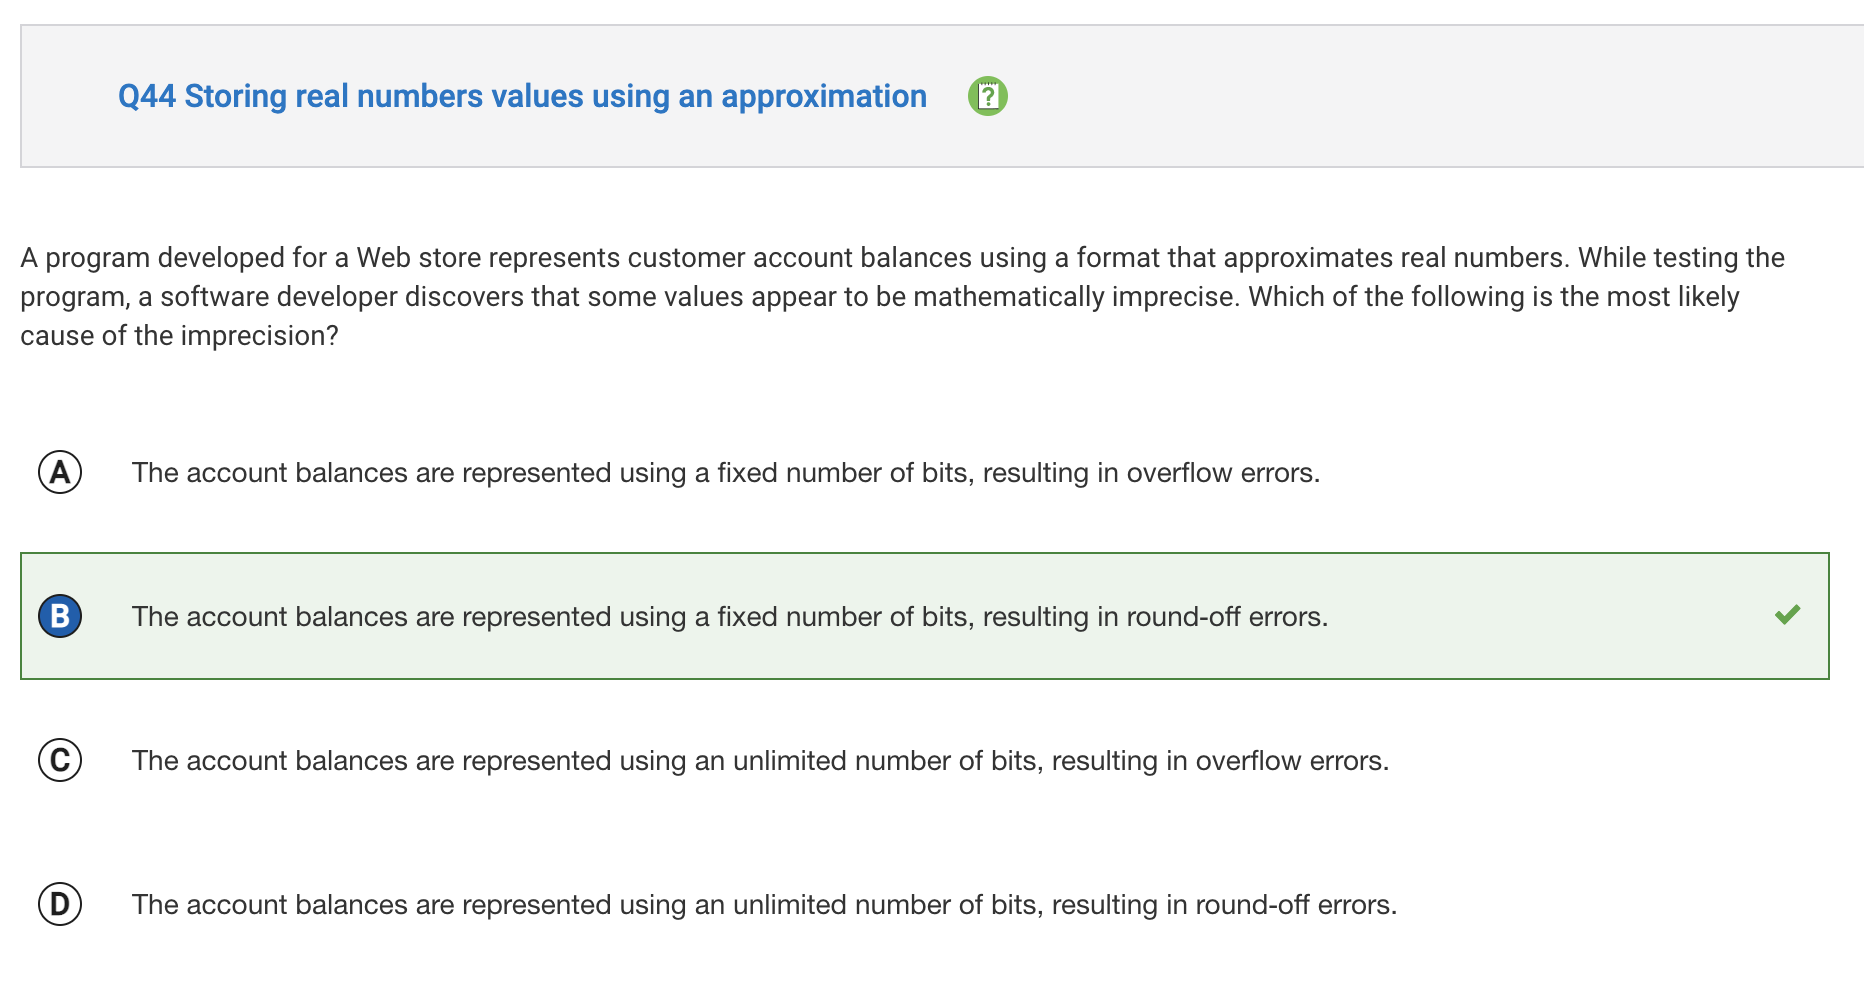 Q44 Storing real numbers values using an approximation ?
A program developed for a Web store represents customer account balances using a format that approximates real numbers. While testing the
program, a software developer discovers that some values appear to be mathematically imprecise. Which of the following is the most likely
cause of the imprecision?
A The account balances are represented using a fixed number of bits, resulting in overflow errors.
B The account balances are represented using a fixed number of bits, resulting in round-off errors.
C The account balances are represented using an unlimited number of bits, resulting in overflow errors.
D The account balances are represented using an unlimited number of bits, resulting in round-off errors.